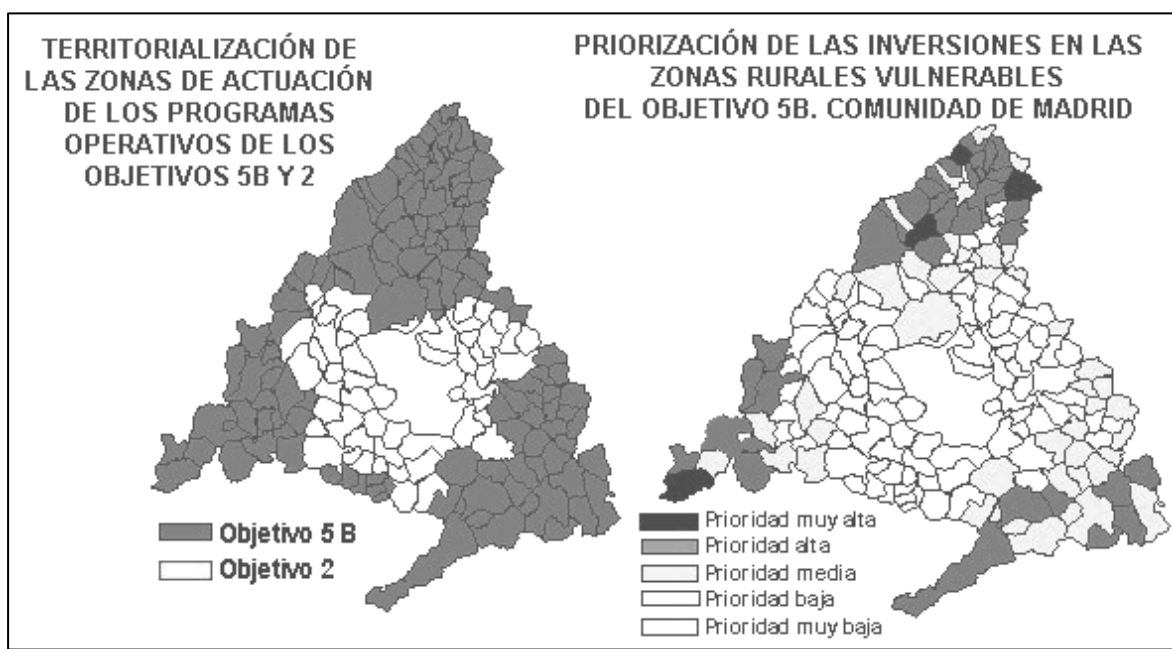 TERRITORIALIZACIÓN DE
LAS ZONAS DE ACTUACIÓN
DE LOS PROGRAMAS
OPERATIVOS DE LOS
OBJETIVOS 5B Y 2
Objetivo 5 B
Objetivo 2
PRIORIZACIÓN DE LAS INVERSIONES EN LAS
ZONAS RURALES VULNERABLES
DEL OBJETIVO 5B. COMUNIDAD DE MADRID
Prioridad muy alta
Prioridad alta
Prioridad media
Prioridad baja
Prioridad muy baja